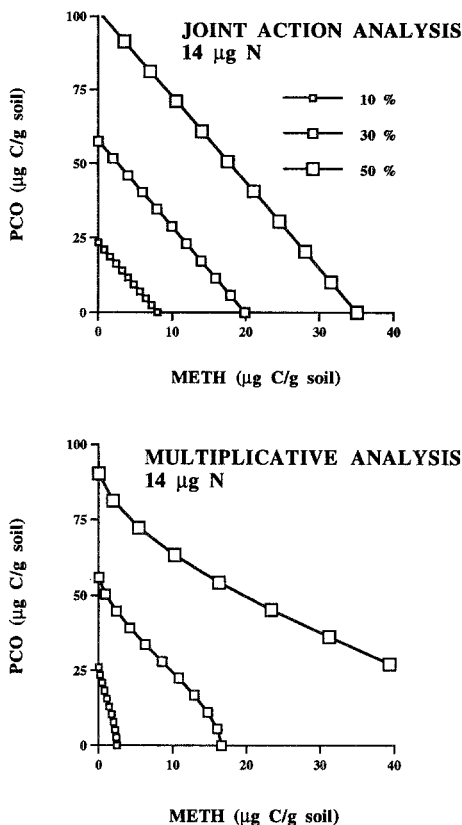 JOINT ACTION ANALYSIS
14 µg N
10 %
30 %
50 %
100
75
50
25
0
PCO (µg C/g soil)
0 10 20 30 40
METH (µg C/g soil)
MULTIPLICATIVE ANALYSIS
14 µg N
100
75
50
25
0
PCO (µg C/g soil)
0 10 20 30 40
METH (µg C/g soil)